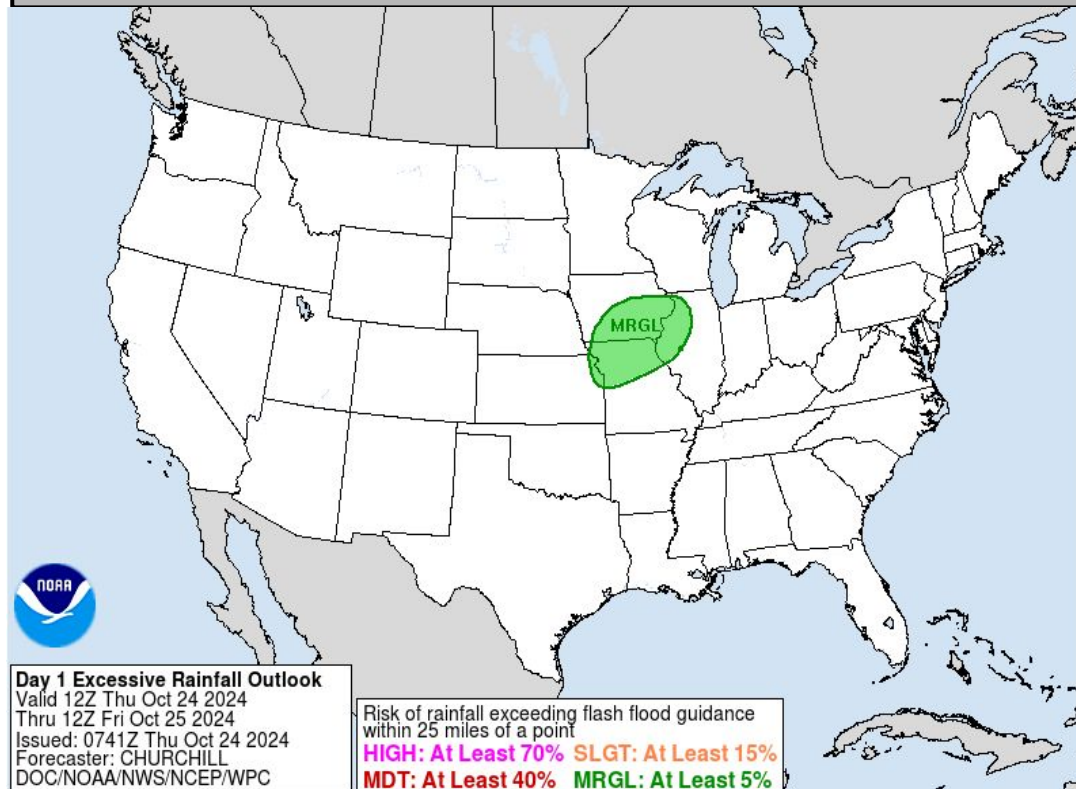 MRGL
NOAA
Day 1 Excessive Rainfall Outlook
Valid 12Z Thu Oct 24 2024
Thru 12Z Fri Oct 25 2024
Issued: 0741Z Thu Oct 24 2024
Forecaster: CHURCHILL
DOC/NOAA/NWS/NCEP/WPC
Risk of rainfall exceeding flash flood guidance
within 25 miles of a point
HIGH: At Least 70% SLGT: At Least 15%
MDT: At Least 40% MRGL: At Least 5%